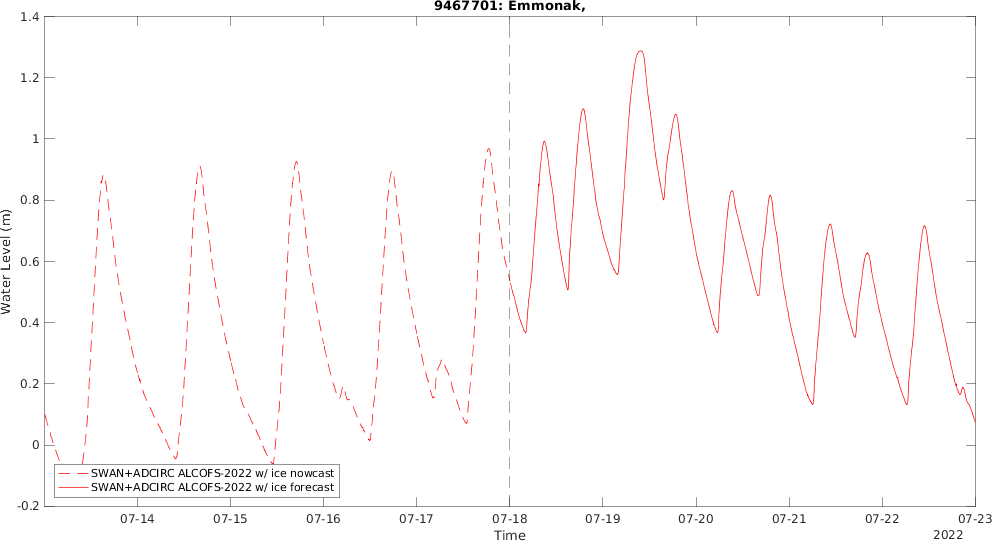 9467701: Emmonak,
1.4
1.2
1
0.8
0.6
0.4
0.2
0
-0.2
Water Level (m)
SWAN+ADCIRC ALCOFS-2022 w/ ice nowcast
SWAN+ADCIRC ALCOFS-2022 w/ ice forecast
07-14 07-15 07-16 07-17 07-18 07-19 07-20 07-21 07-22 07-23
Time
2022